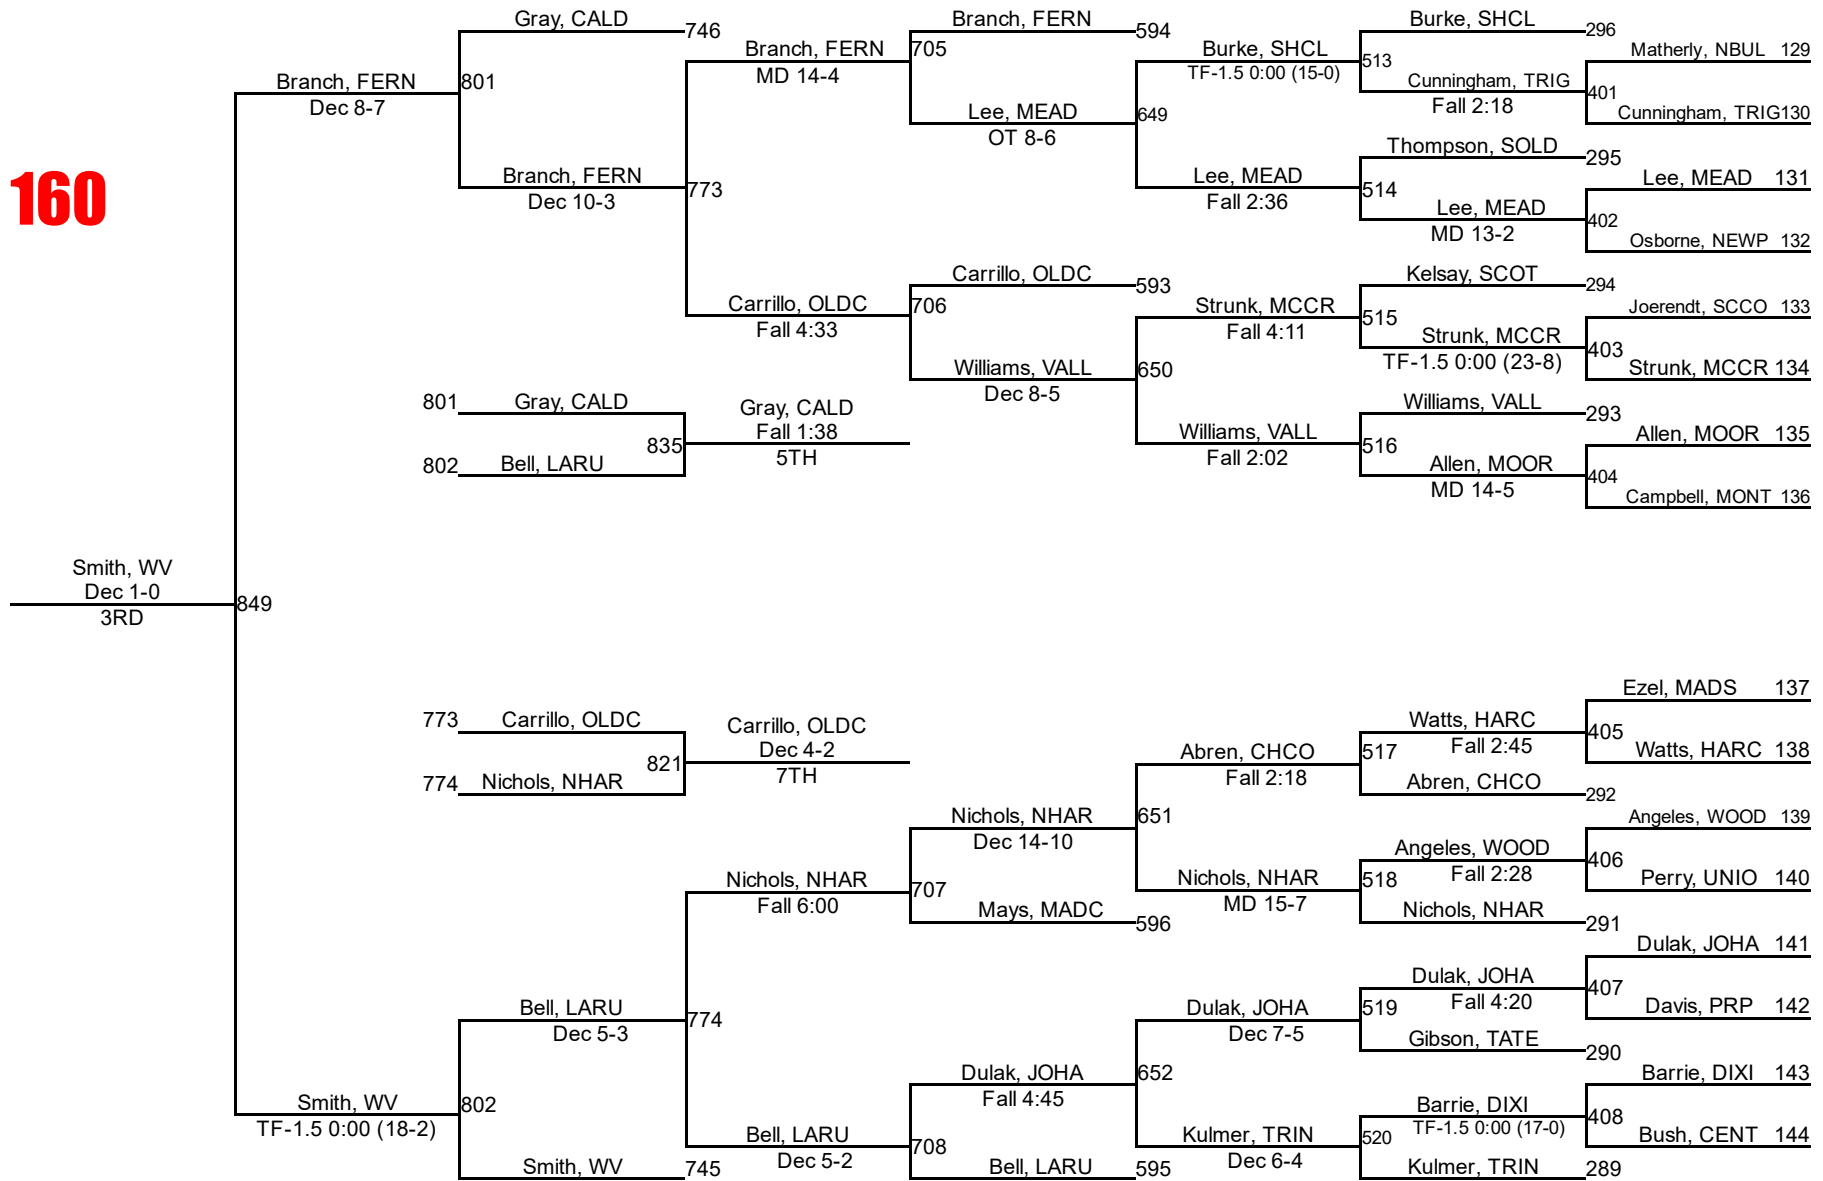 Gray, CALD
746
Branch, FERN
594
Burke, SHCL
296
Branch, FERN
MD 14-4
705
Burke, SHCL
TF-1.5 0:00 (15-0)
513
Matherly, NBUL 129
Branch, FERN
Dec 8-7
801
Cunningham, TRIG
Fall 2:18
401
Lee, MEAD
OT 8-6
649
Cunningham, TRIG130
Thompson, SOLD
295
160
Branch, FERN
Dec 10-3
773
Lee, MEAD
Fall 2:36
514
Lee, MEAD 131
Lee, MEAD
MD 13-2
402
Osborne, NEWP 132
Carrillo, OLDC
593
Kelsay, SCOT
294
Carrillo, OLDC
Fall 4:33
706
Strunk, MCCR
Fall 4:11
515
Joerendt, SCCO 133
Strunk, MCCR
TF-1.5 0:00 (23-8)
403
Williams, VALL
Dec 8-5
650
Strunk, MCCR 134
801
Gray, CALD
Gray, CALD
Fall 1:38
5TH
835
802
Bell, LARU
Williams, VALL
293
Williams, VALL
Fall 2:02
516
Allen, MOOR 135
Allen, MOOR
MD 14-5
404
Campbell, MONT 136
Smith, WV
Dec 1-0
3RD
849
Ezel, MADS 137
773
Carrillo, OLDC
Carrillo, OLDC
Dec 4-2
7TH
821
774
Nichols, NHAR
Watts, HARC
Fall 2:45
405
Abren, CHCO
Fall 2:18
517
Watts, HARC 138
Abren, CHCO
292
Nichols, NHAR
Dec 14-10
651
Angeles, WOOD 139
Angeles, WOOD
Fall 2:28
406
Nichols, NHAR
Fall 6:00
707
Nichols, NHAR
MD 15-7
518
Perry, UNIO 140
Mays, MADC
596
Nichols, NHAR
291
Dulak, JOHA 141
Dulak, JOHA
Fall 4:20
407
Bell, LARU
Dec 5-3
774
Dulak, JOHA
Dec 7-5
519
Davis, PRP 142
Gibson, TATE
290
Dulak, JOHA
Fall 4:45
652
Barrie, DIXI 143
Smith, WV
TF-1.5 0:00 (18-2)
802
Barrie, DIXI
TF-1.5 0:00 (17-0)
408
Bell, LARU
Dec 5-2
708
Kulmer, TRIN
Dec 6-4
520
Bush, CENT 144
Smith, WV
745
Bell, LARU
595
Kulmer, TRIN
289